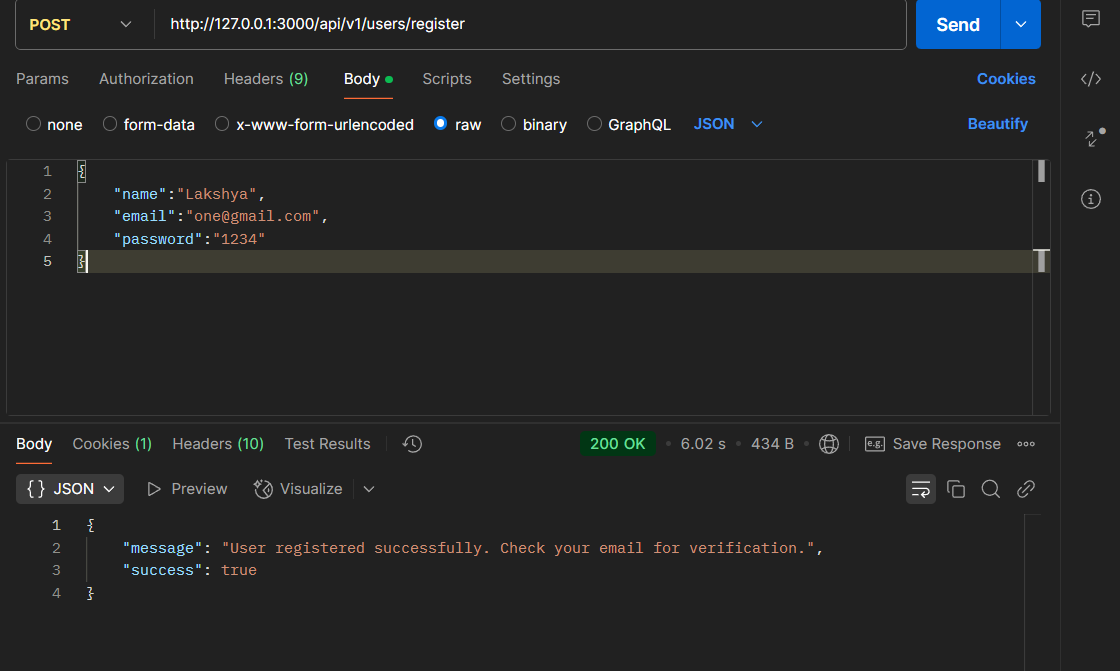 POST http://127.0.0.1:3000/api/v1/users/register Send
Params Authorization Headers (9) Body Scripts Settings Cookies
none form-data x-www-form-urlencoded raw binary GraphQL JSON Beautify
1 {
2 "name":"Lakshya",
3 "email":"one@gmail.com",
4 "password":"1234"
5 }
Body Cookies (1) Headers (10) Test Results 200 OK • 6.02 s • 434 B • e.g. Save Response
{} JSON Preview Visualize
1 {
2 "message": "User registered successfully. Check your email for verification.",
3 "success": true
4 }